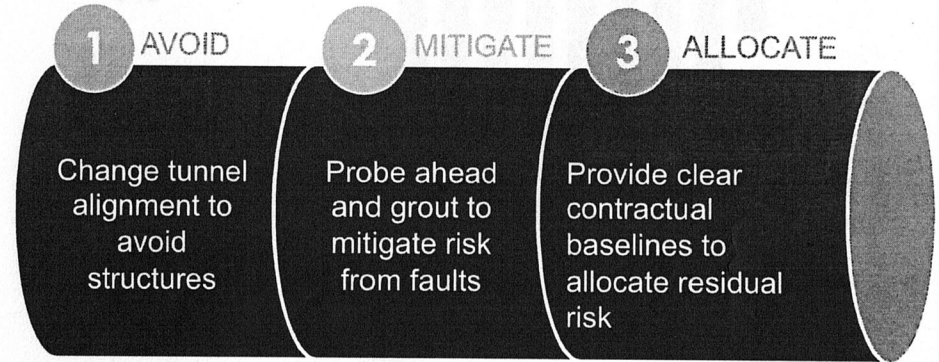 1 AVOID
Change tunnel
alignment to
avoid
structures
2 MITIGATE
Probe ahead
and grout to
mitigate risk
from faults
3 ALLOCATE
Provide clear
contractual
baselines to
allocate residual
risk